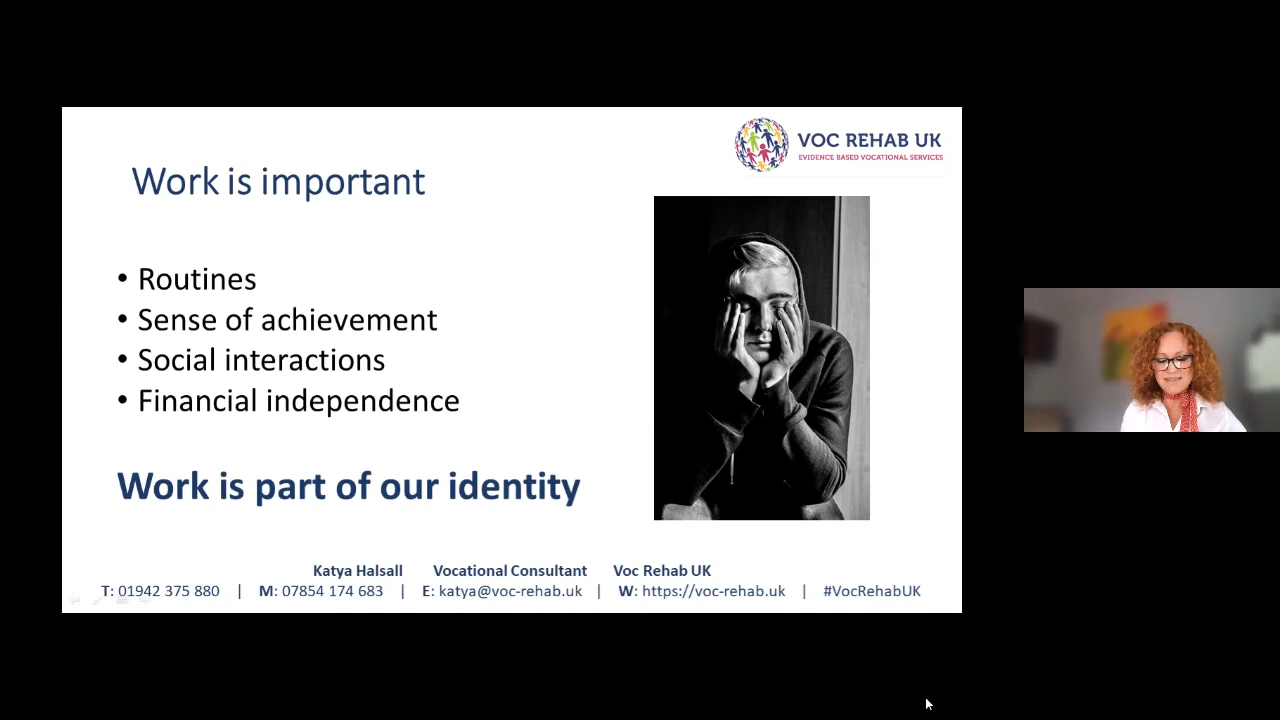 VOC REHAB UK
EVIDENCE BASED VOCATIONAL SERVICES
Work is important
• Routines
• Sense of achievement
• Social interactions
• Financial independence
Work is part of our identity
Katya Halsall Vocational Consultant Voc Rehab UK
T: 01942 375 880 | M: 07854 174 683 | E: katya@voc-rehab.uk | W: https://voc-rehab.uk | #VocRehabUK